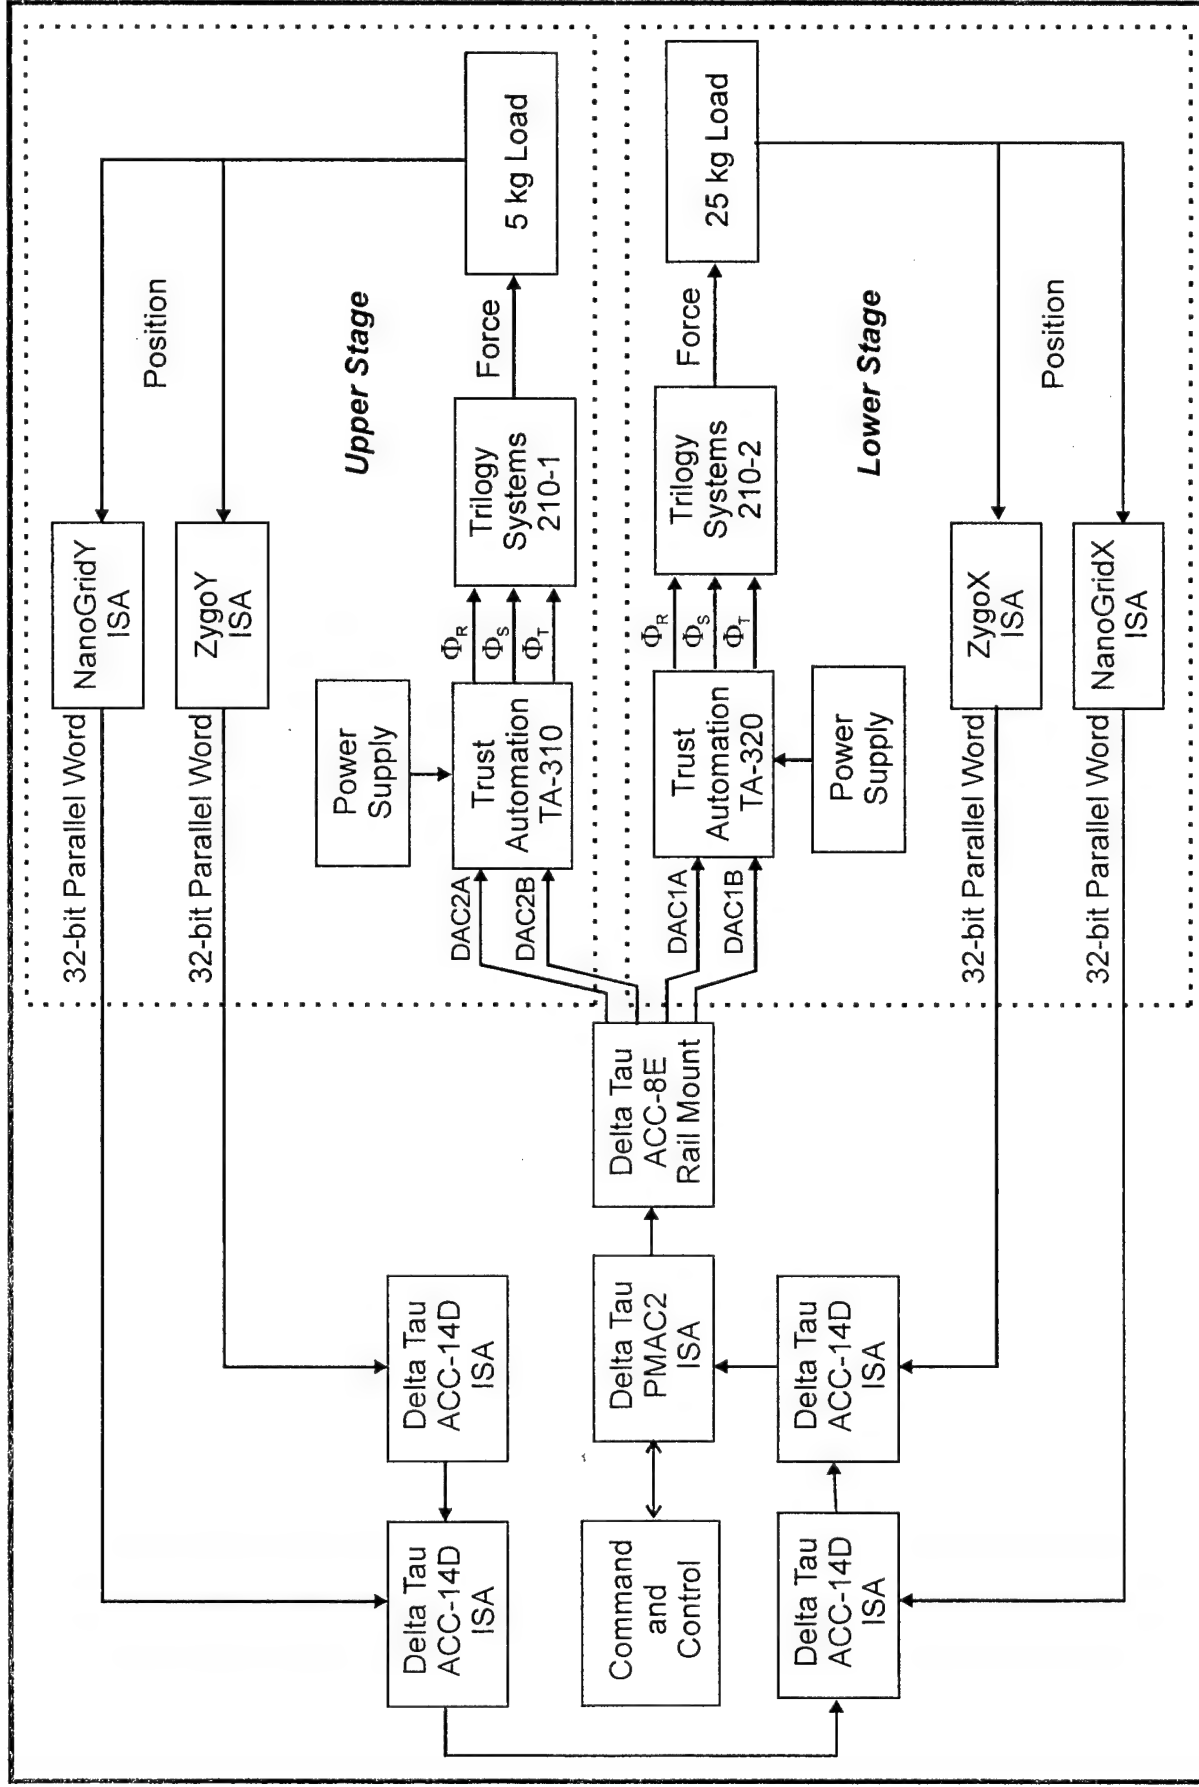 32-bit Parallel Word
NanoGridY
ISA
Position
32-bit Parallel Word
ZygoY
ISA
Upper Stage
Power
Supply
Delta Tau
ACC-14D
ISA
Delta Tau
ACC-14D
ISA
DAC2A
DAC2B
Trust
Automation
TA-310
ΦR
ΦS
ΦT
Trilogy
Systems
210-1
Force
5 kg Load
Command
and
Control
Delta Tau
PMAC2
ISA
Delta Tau
ACC-8E
Rail Mount
DAC1A
DAC1B
Trust
Automation
TA-320
ΦR
ΦS
ΦT
Trilogy
Systems
210-2
Force
25 kg Load
Delta Tau
ACC-14D
ISA
Delta Tau
ACC-14D
ISA
Power
Supply
Lower Stage
32-bit Parallel Word
ZygoX
ISA
Position
32-bit Parallel Word
NanoGridX
ISA